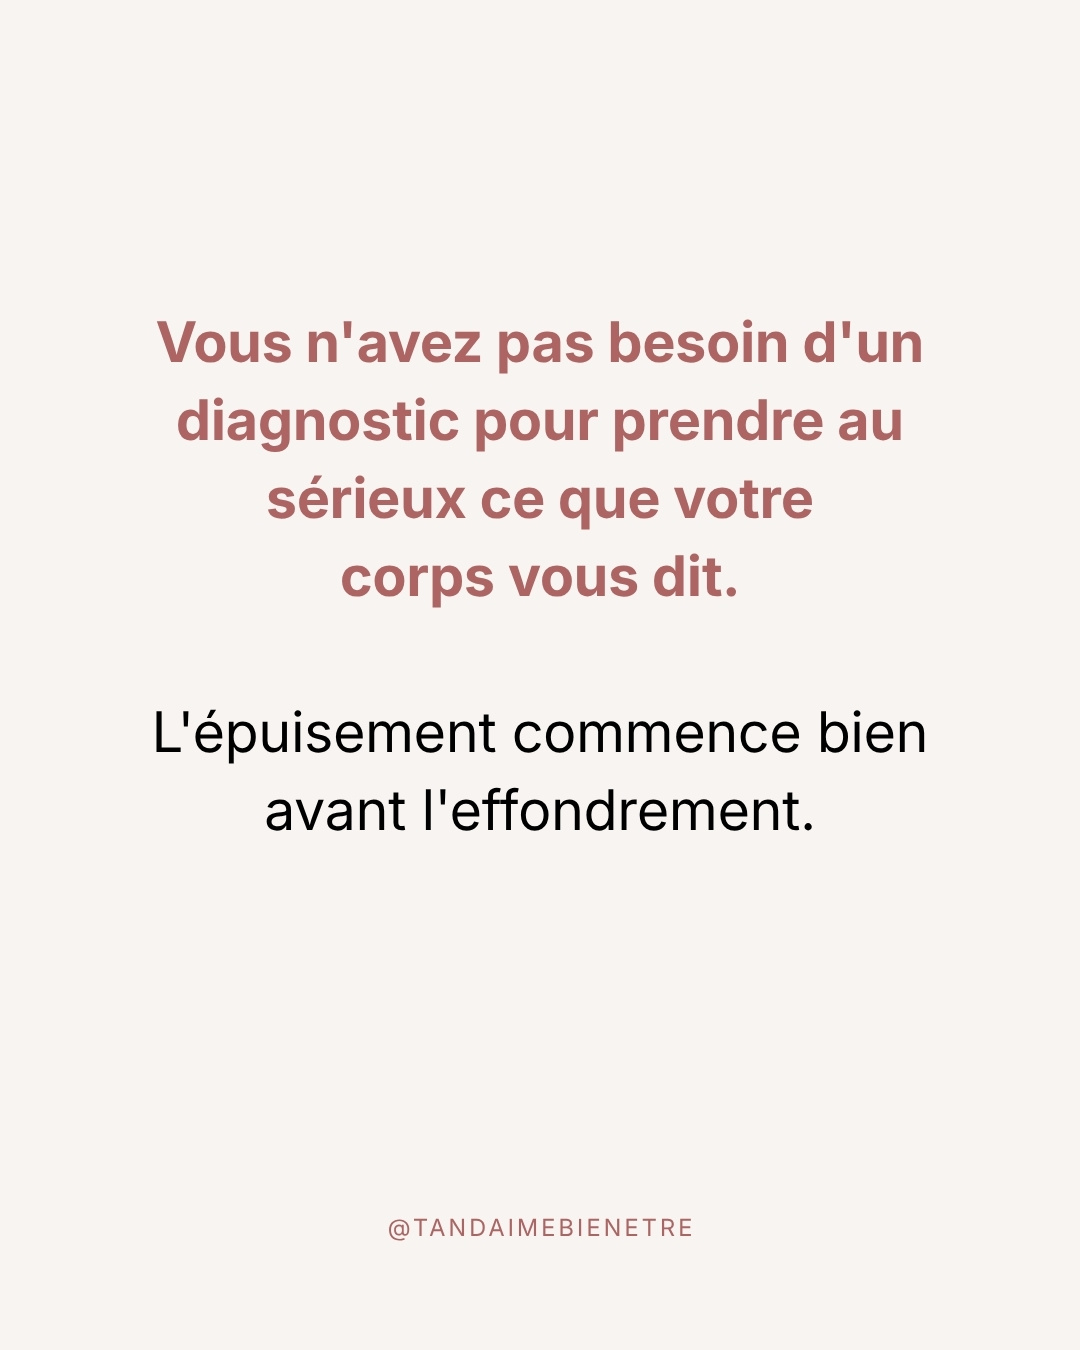 Vous n'avez pas besoin d'un
diagnostic pour prendre au
sérieux ce que votre
corps vous dit.
L'épuisement commence bien
avant l'effondrement.
@TANDAIMEBIENETRE